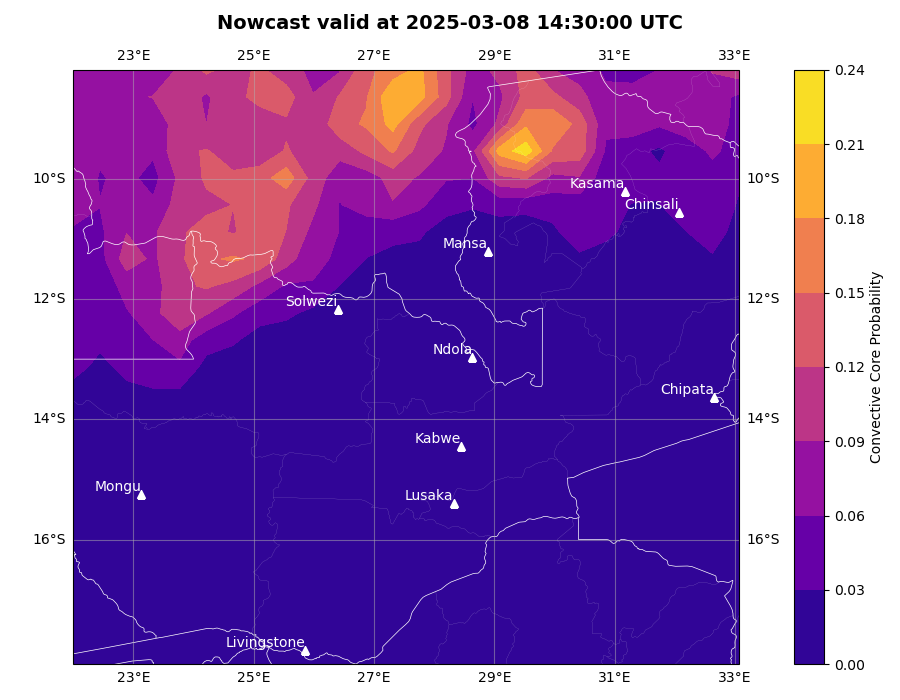 Nowcast valid at 2025-03-08 14:30:00 UTC
23°E 25°E 27°E 29°E 31°E 33°E
0.24
0.21
10°S 10°S
Kasama
Chinsali
0.18
Mansa
0.15
12°S 12°S
Solwezi
Convective Core Probability
Ndola
0.12
Chipata
14°S 14°S
0.09
Kabwe
Mongu
Lusaka
0.06
16°S 16°S
0.03
Livingstone
0.00
23°E 25°E 27°E 29°E 31°E 33°E